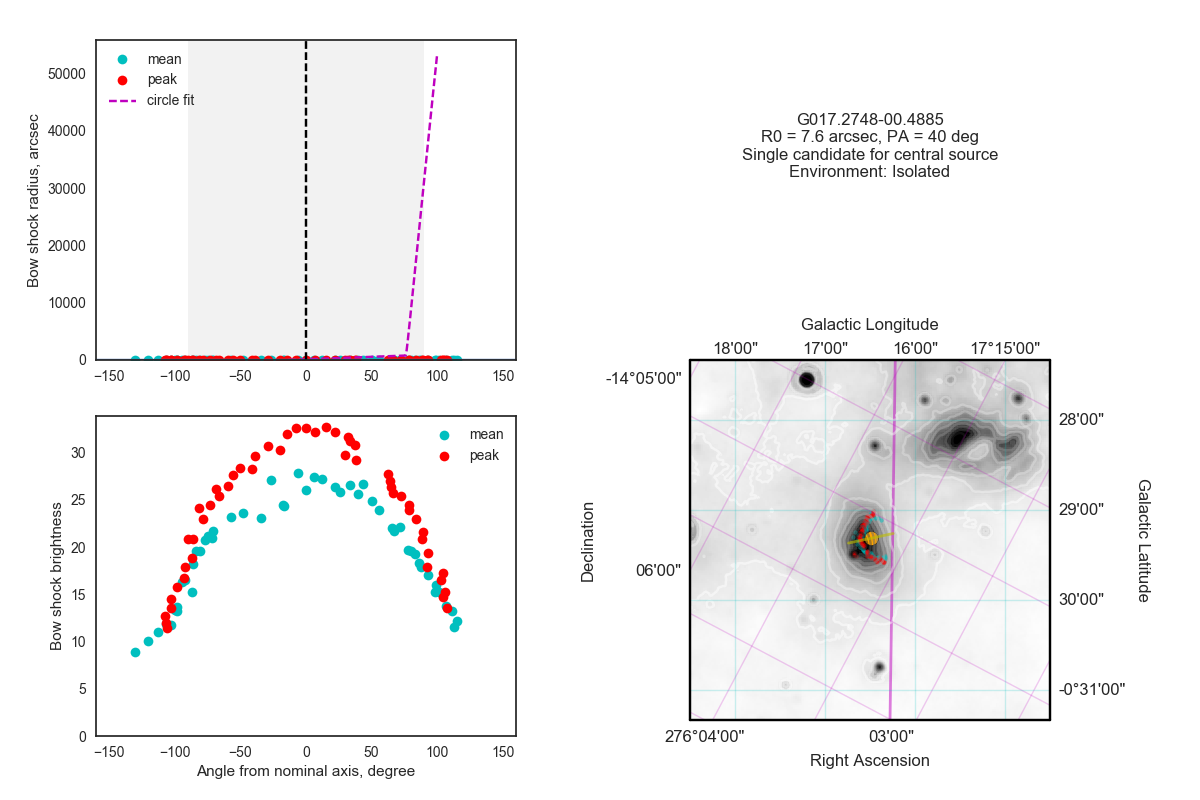 mean
peak
circle fit
50000
40000
30000
20000
10000
0
Bow shock radius, arcsec
−150 −100 −50 0 50 100 150
G017.2748-00.4885
R0 = 7.6 arcsec, PA = 40 deg
Single candidate for central source
Environment: Isolated
mean
peak
30
25
20
15
10
5
0
Bow shock brightness
−150 −100 −50 0 50 100 150
Angle from nominal axis, degree
Galactic Longitude
18'00" 17'00" 16'00" 17°15'00"
-14°05'00"
06'00"
Declination
28'00"
29'00"
30'00"
-0°31'00"
Galactic Latitude
276°04'00" 03'00"
Right Ascension